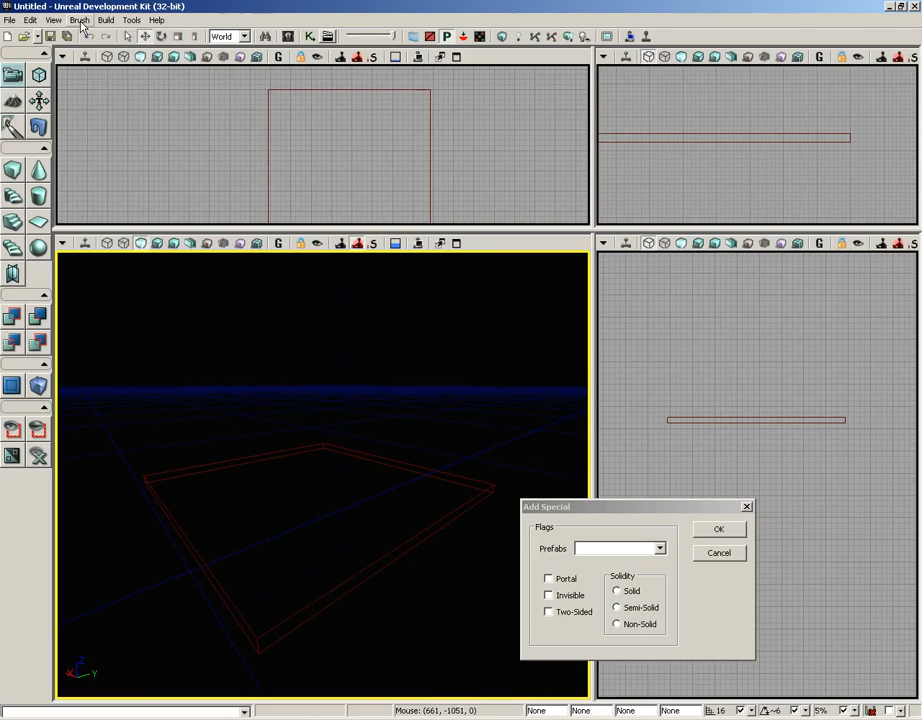 Untitled - Unreal Development Kit (32-bit)
File Edit View Brush Build Tools Help
World
K P
G S G
G S G
Add Special
Flags
Prefabs
OK
Cancel
Portal
Invisible
Two-Sided
Solidity
Solid
Semi-Solid
Non-Solid
Z
X Y
Mouse: (661, -1051, 0) None None None None 16 ~6 5%